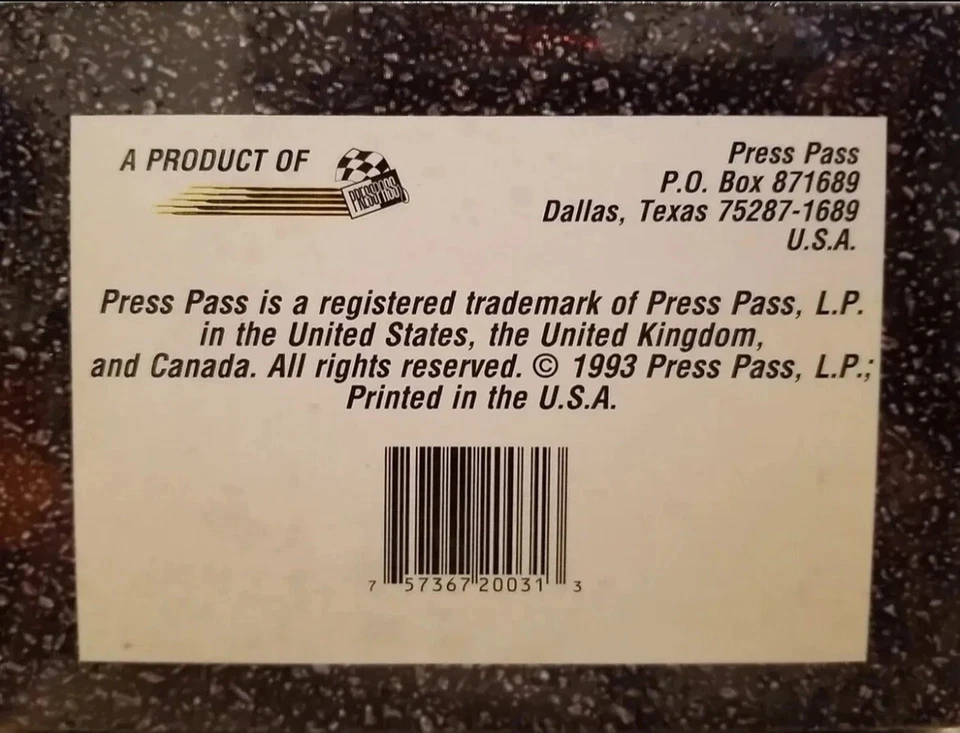 A PRODUCT OF
PRESS PASS
Press Pass
P.O. Box 871689
Dallas, Texas 75287-1689
U.S.A.
Press Pass is a registered trademark of Press Pass, L.P.
in the United States, the United Kingdom,
and Canada. All rights reserved. © 1993 Press Pass, L.P.;
Printed in the U.S.A.
7 57367 20031 3